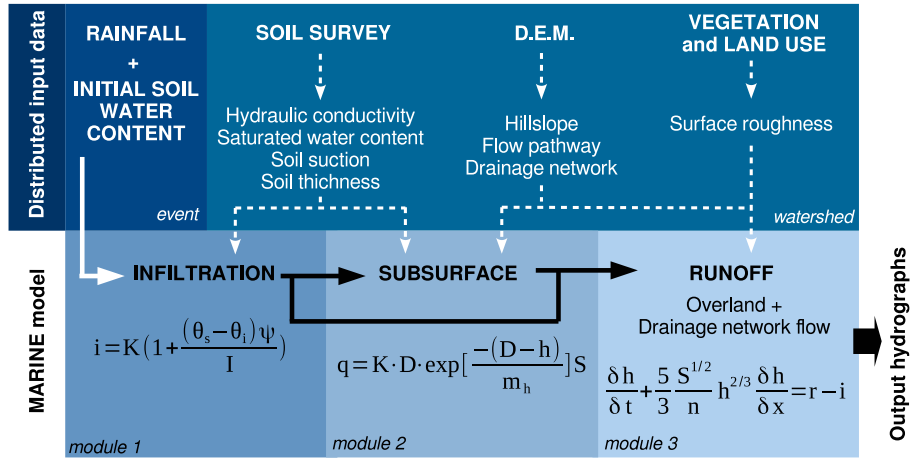 Distributed input data
RAINFALL
+
INITIAL SOIL
WATER
CONTENT
event
SOIL SURVEY
Hydraulic conductivity
Saturated water content
Soil suction
Soil thichness
D.E.M.
Hillslope
Flow pathway
Drainage network
VEGETATION
and LAND USE
Surface roughness
watershed
MARINE model
INFILTRATION
i=K(1+(θ_s−θ_i)ψ/I)
module 1
SUBSURFACE
q=K·D·exp[−(D−h)/m_h]S
module 2
RUNOFF
Overland +
Drainage network flow
δh/δt+5/3 S^{1/2}/n h^{2/3} δh/δx=r−i
module 3
Output hydrographs